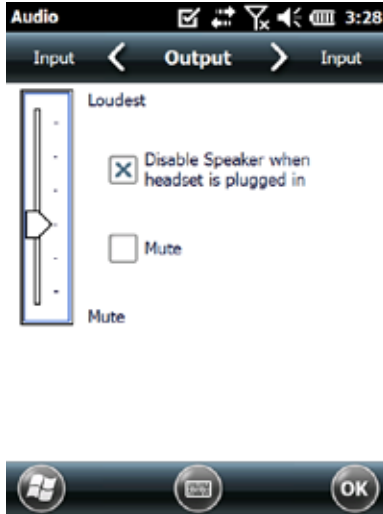 Audio 3:28
Input Output Input
Loudest
Disable Speaker when
headset is plugged in
Mute
Mute
OK